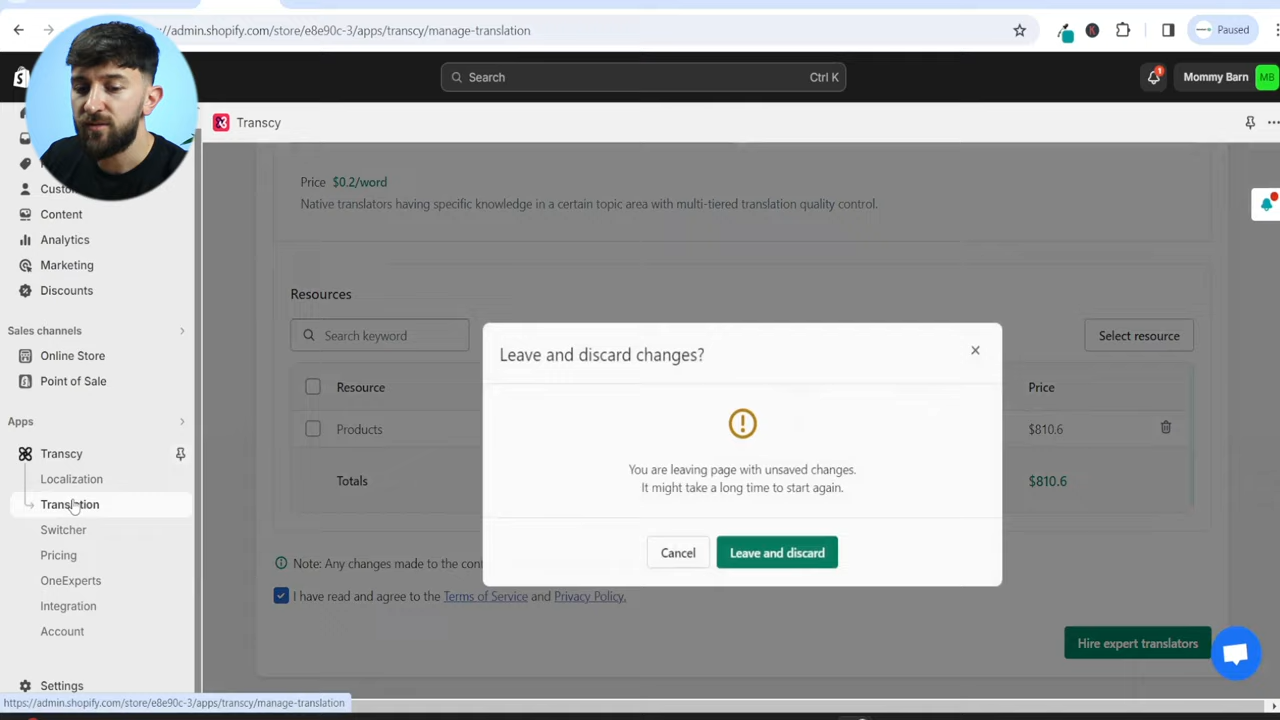 ://admin.shopify.com/store/e8e90c-3/apps/transcy/manage-translation
Paused
Search
Ctrl K
1
Mommy Barn
MB
Transcy
Custo
Content
Analytics
Marketing
Discounts
Sales channels
Online Store
Point of Sale
Apps
Transcy
Localization
Translation
Switcher
Pricing
OneExperts
Integration
Account
Settings
Price $0.2/word
Native translators having specific knowledge in a certain topic area with multi-tiered translation quality control.
Resources
Search keyword
Select resource
Resource
Price
Products
$810.6
Totals
$810.6
Leave and discard changes?
You are leaving page with unsaved changes.
It might take a long time to start again.
Cancel
Leave and discard
Note: Any changes made to the cont
I have read and agree to the Terms of Service and Privacy Policy.
Hire expert translators
https://admin.shopify.com/store/e8e90c-3/apps/transcy/manage-translation